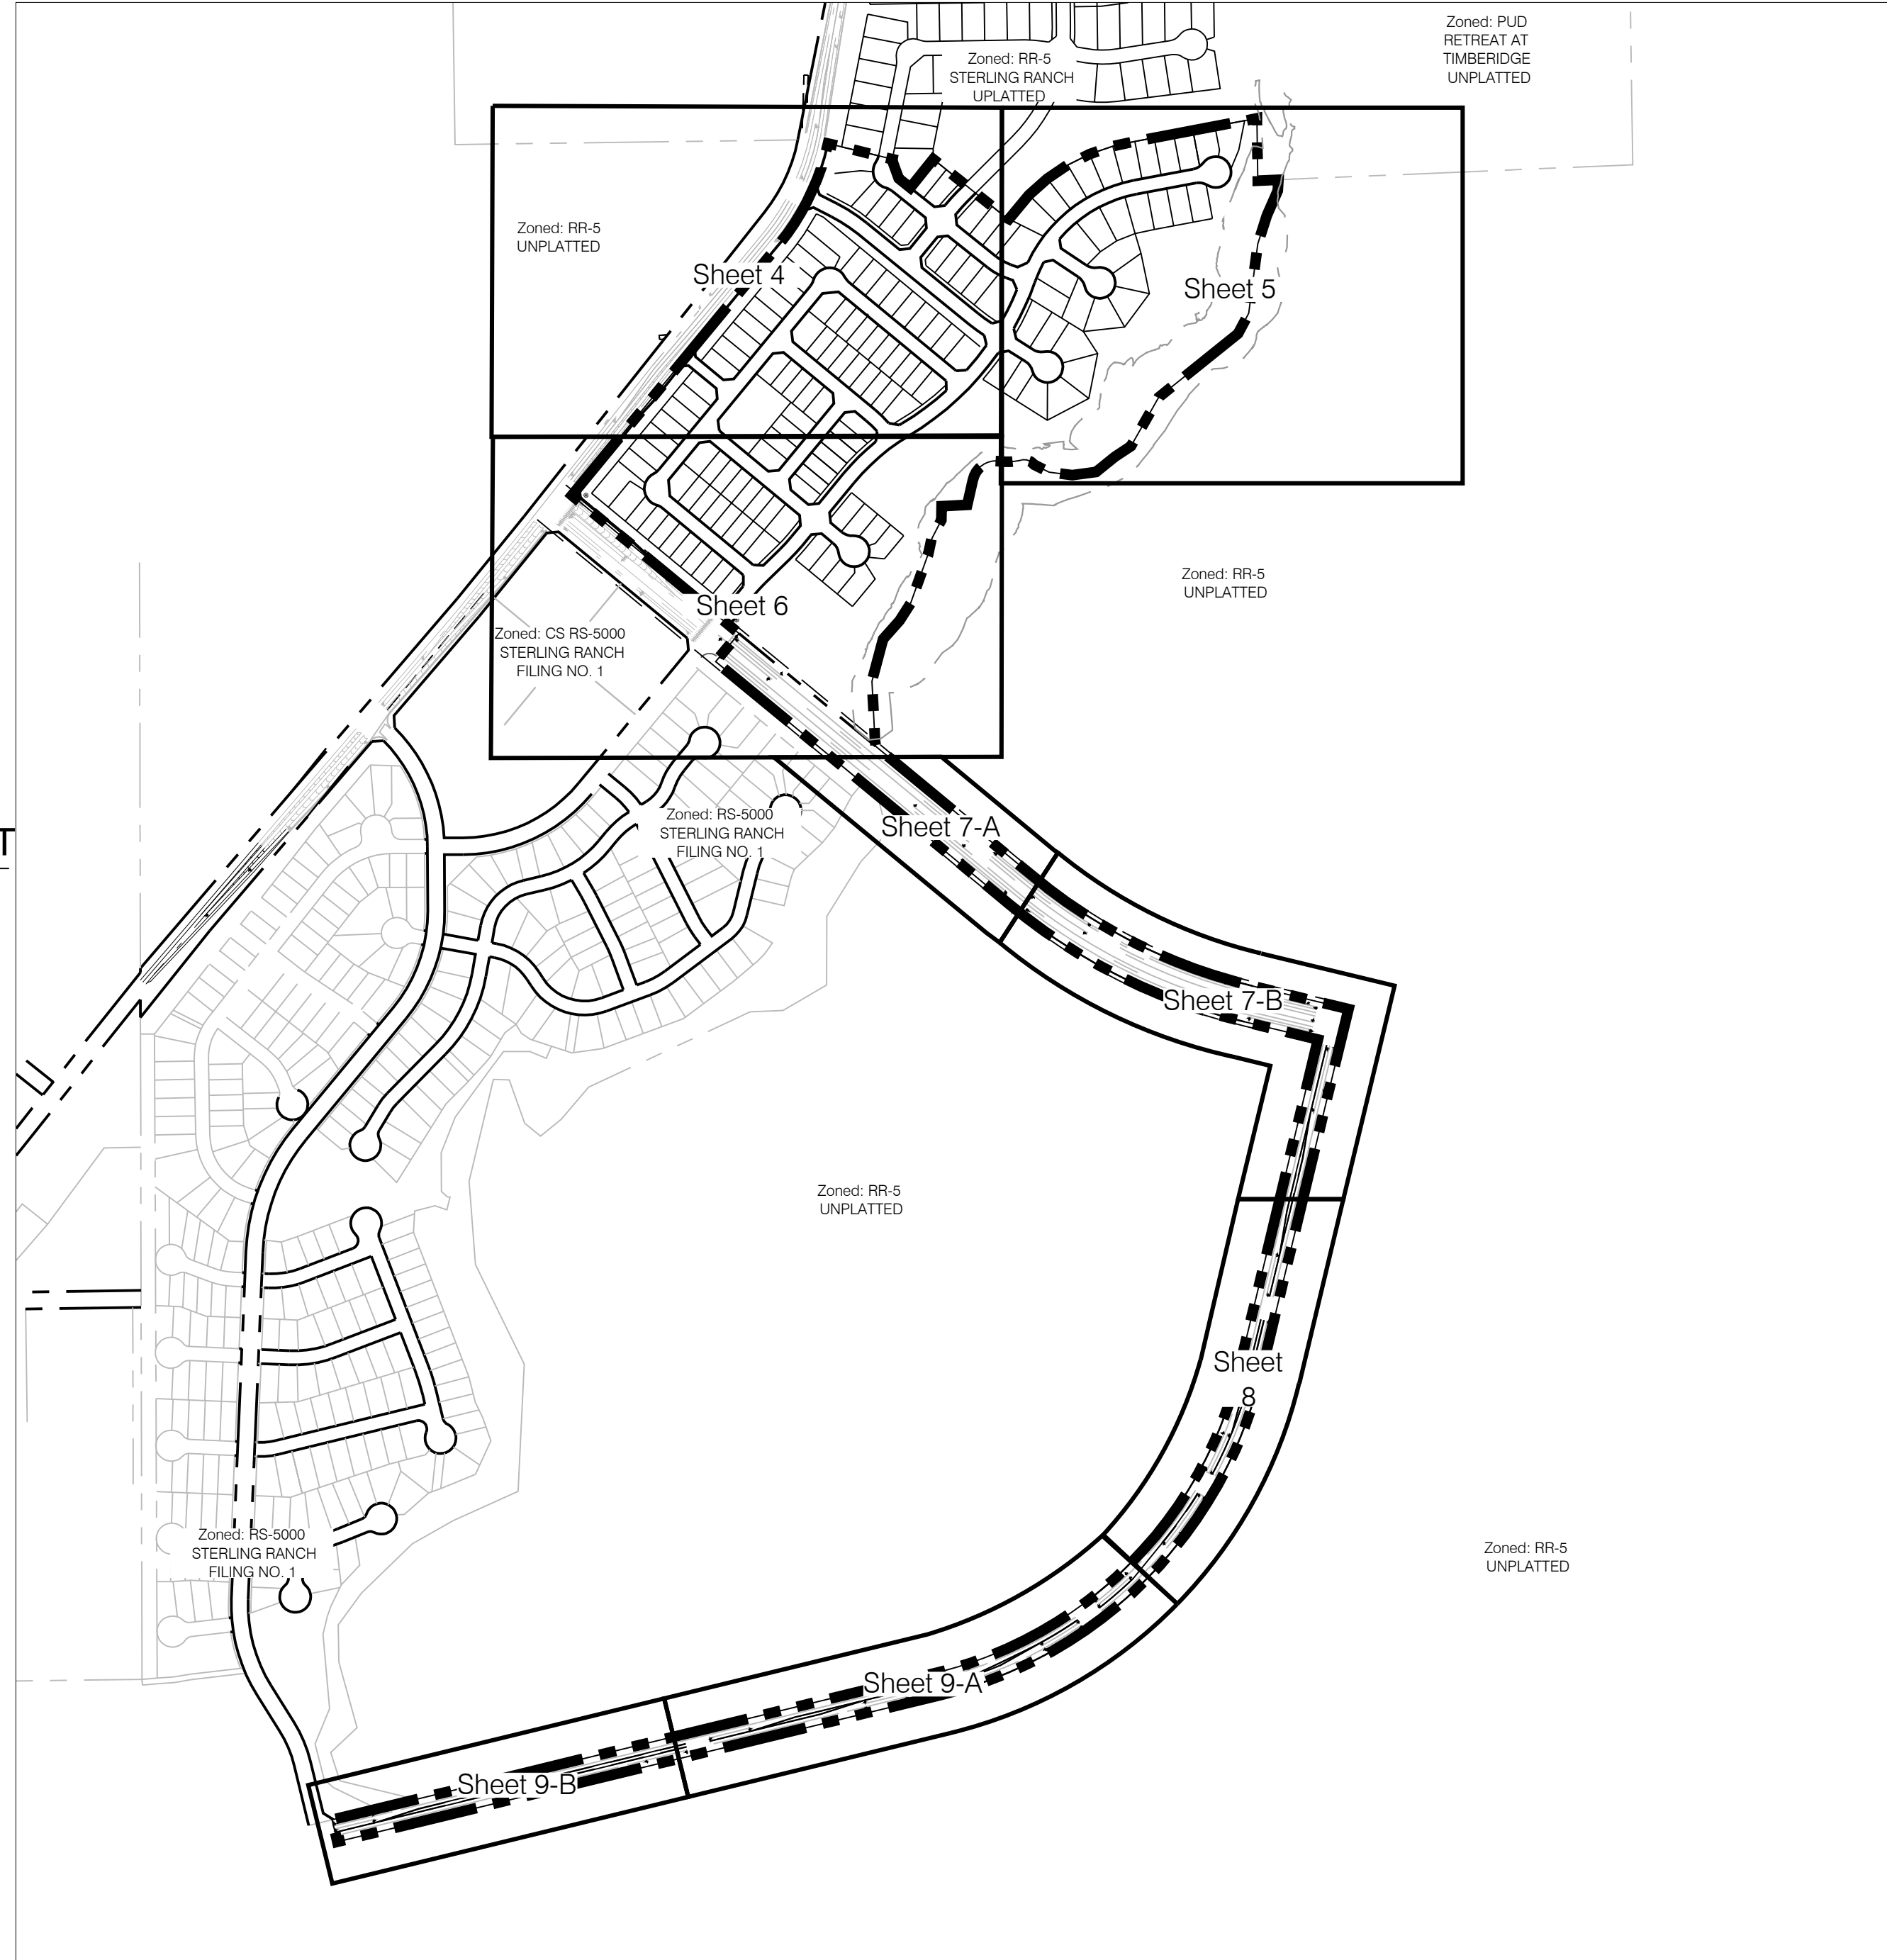 Zoned: PUD
RETREAT AT
TIMBERIDGE
UNPLATTED
Zoned: RR-5
STERLING RANCH
UPLATTED
Zoned: RR-5
UNPLATTED
Sheet 4
Sheet 5
Zoned: RR-5
UNPLATTED
Sheet 6
Zoned: CS RS-5000
STERLING RANCH
FILING NO. 1
Zoned: RS-5000
STERLING RANCH
FILING NO. 1
Sheet 7-A
T
Sheet 7-B
Zoned: RR-5
UNPLATTED
Sheet
8
Zoned: RS-5000
STERLING RANCH
FILING NO. 1
Zoned: RR-5
UNPLATTED
Sheet 9-A
Sheet 9-B